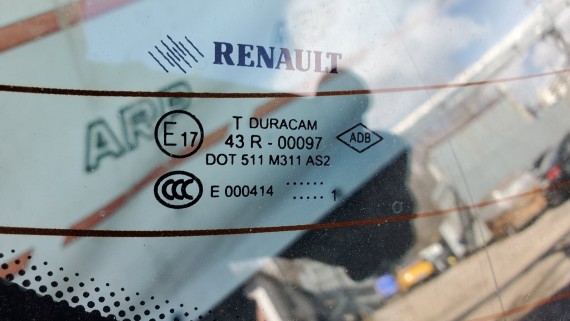 RENAULT
E17
T DURACAM
43 R - 00097
DOT 511 M311 AS2
ADB
CCC
E 000414 ......
...... 1